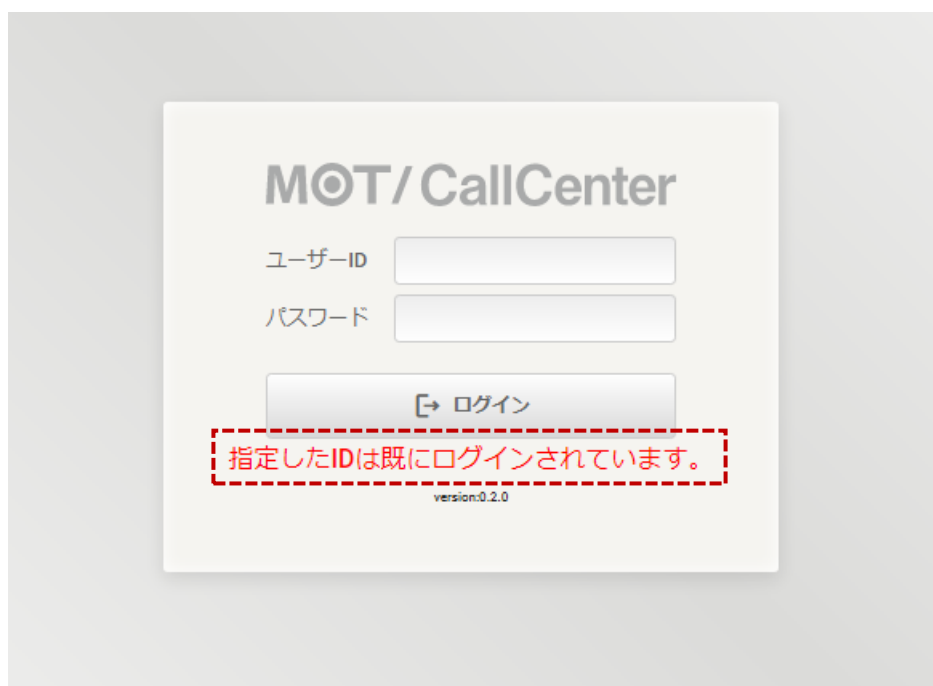 MOT/CallCenter
ユーザーID
パスワード
ログイン
指定したIDは既にログインされています。
version:0.2.0